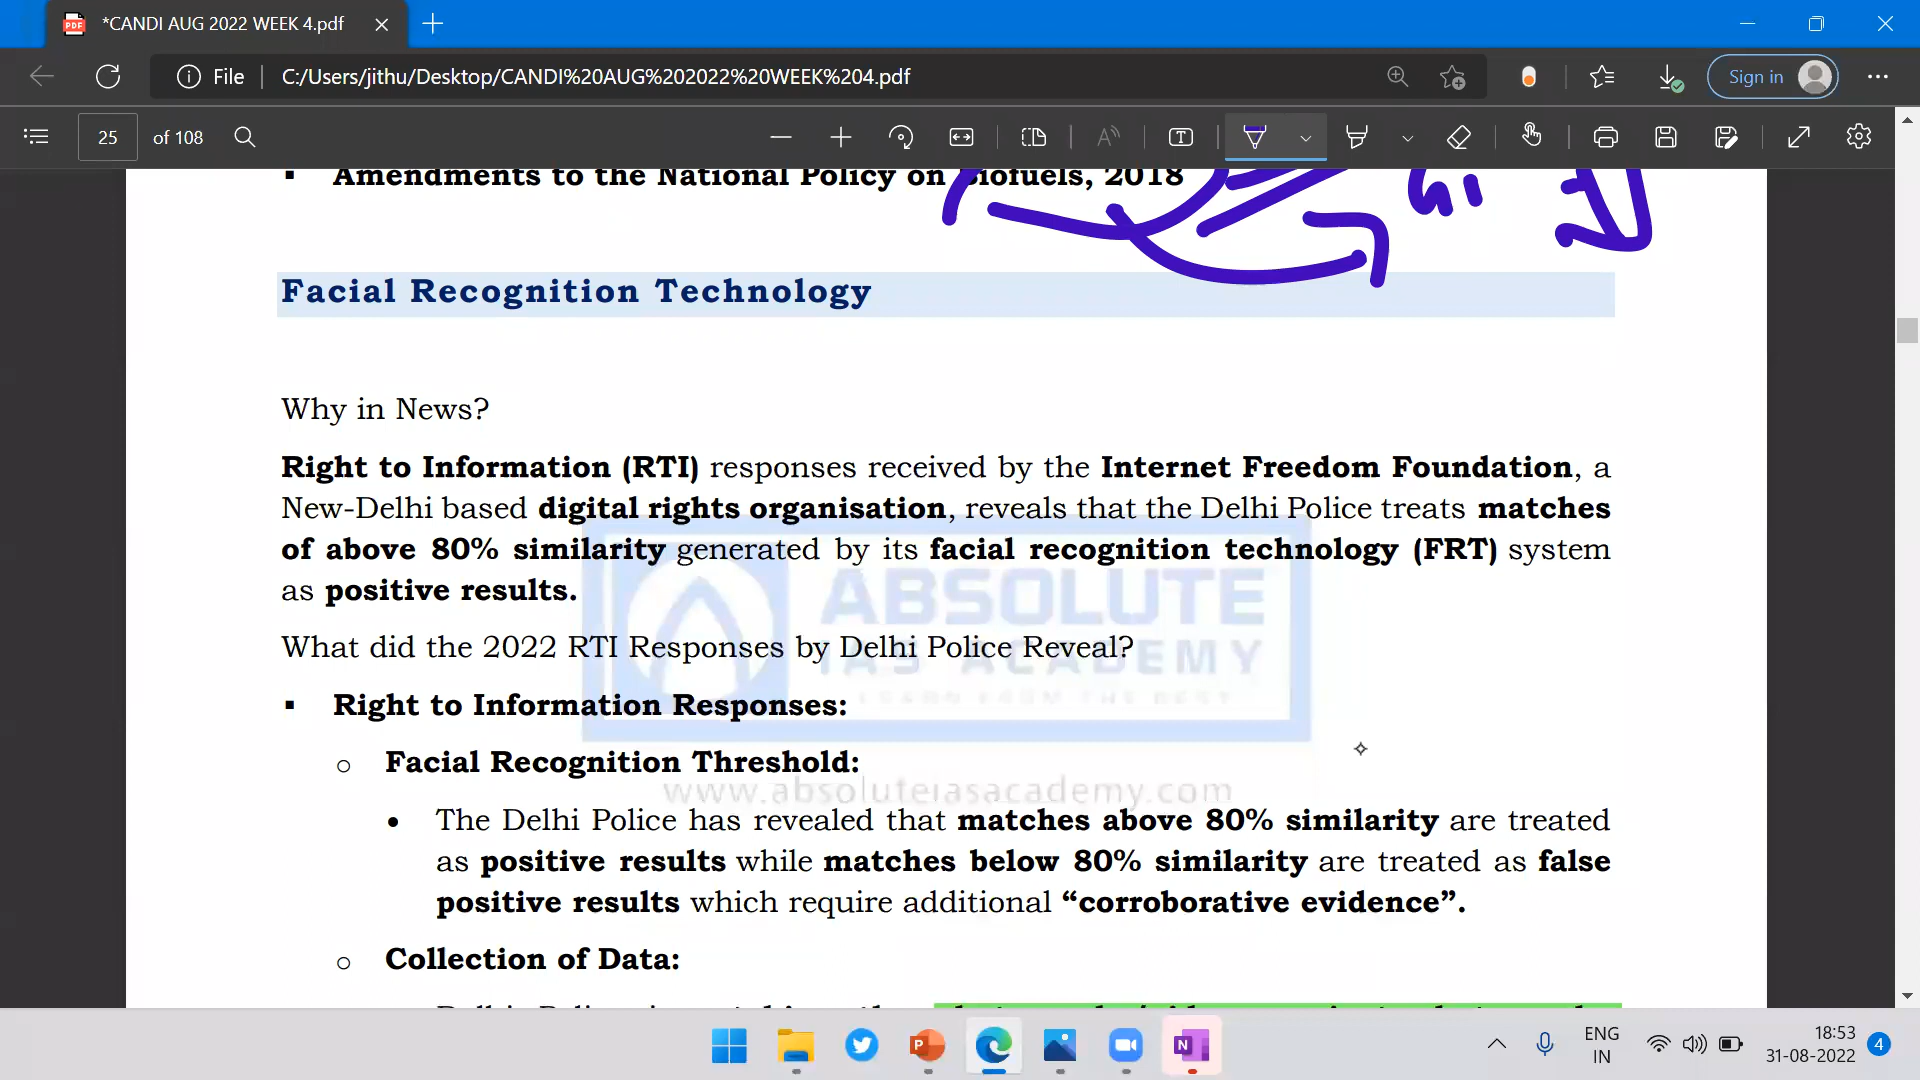 *CANDI AUG 2022 WEEK 4.pdf
File
C:/Users/jithu/Desktop/CANDI%20AUG%202022%20WEEK%204.pdf
Sign in
25 of 108
▪ Amendments to the National Policy on Biofuels, 2018
Facial Recognition Technology
Why in News?
Right to Information (RTI) responses received by the Internet Freedom Foundation, a
New-Delhi based digital rights organisation, reveals that the Delhi Police treats matches
of above 80% similarity generated by its facial recognition technology (FRT) system
as positive results.
ABSOLUTE
IAS ACADEMY
LEARN FROM THE BEST
What did the 2022 RTI Responses by Delhi Police Reveal?
▪ Right to Information Responses:
o Facial Recognition Threshold:
www.absoluteiasacademy.com
• The Delhi Police has revealed that matches above 80% similarity are treated
as positive results while matches below 80% similarity are treated as false
positive results which require additional “corroborative evidence”.
o Collection of Data:
ENG
IN
18:53
31-08-2022
4